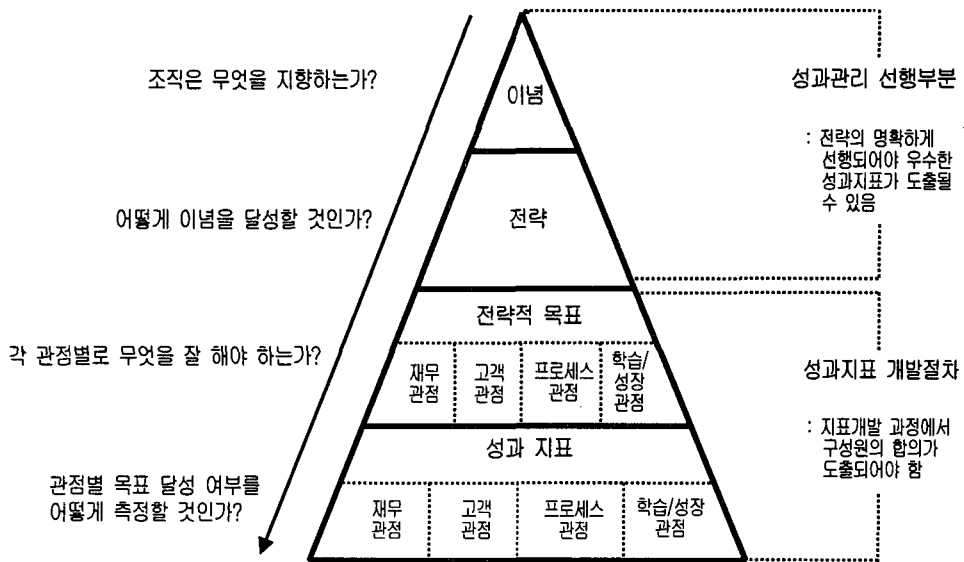 조직은 무엇을 지향하는가?
이념
성과관리 선행부분
: 전략의 명확하게
선행되어야 우수한
성과지표가 도출될
수 있음
어떻게 이념을 달성할 것인가?
전략
각 관점별로 무엇을 잘 해야 하는가?
전략적 목표
재무
관점
고객
관점
프로세스
관점
학습/
성장
관점
성과지표 개발절차
: 지표개발 과정에서
구성원의 합의가
도출되어야 함
성과 지표
관점별 목표 달성 여부를
어떻게 측정할 것인가?
재무
관점
고객
관점
프로세스
관점
학습/성장
관점